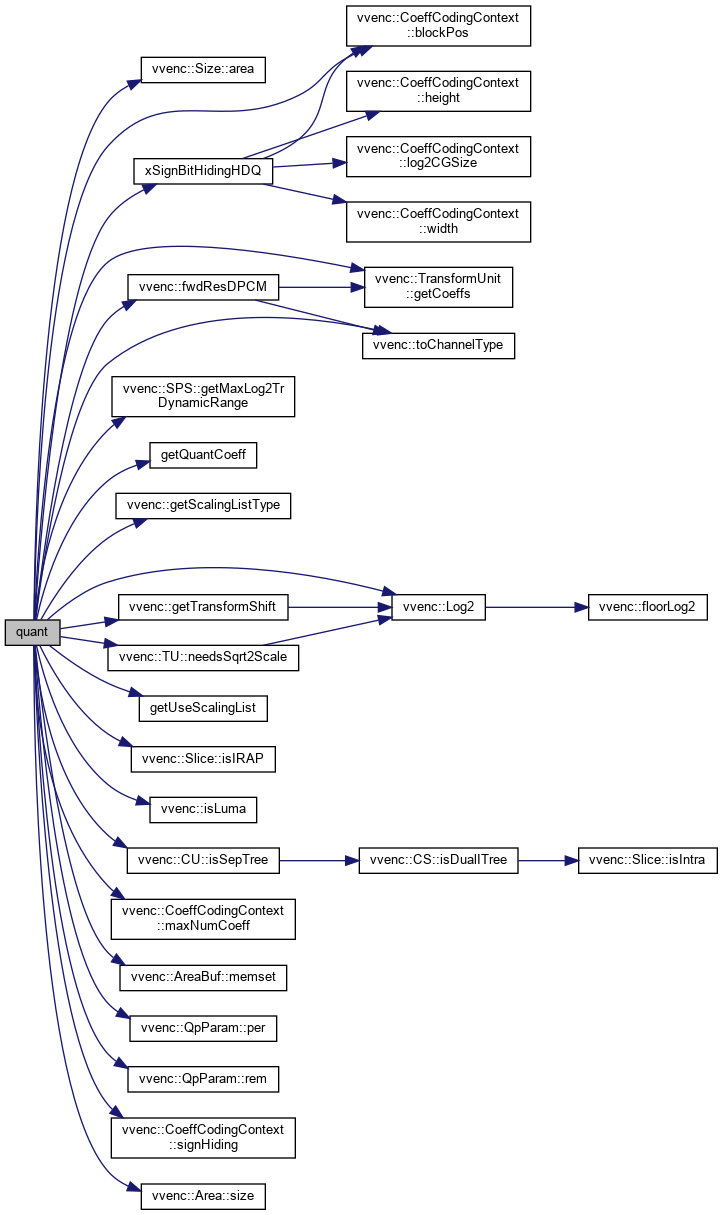 vvenc::CoeffCodingContext
::blockPos
vvenc::Size::area
vvenc::CoeffCodingContext
::height
vvenc::CoeffCodingContext
::log2CGSize
xSignBitHidingHDQ
vvenc::CoeffCodingContext
::width
vvenc::TransformUnit
::getCoeffs
vvenc::fwdResDPCM
vvenc::toChannelType
vvenc::SPS::getMaxLog2Tr
DynamicRange
getQuantCoeff
vvenc::getScalingListType
vvenc::getTransformShift
vvenc::Log2
vvenc::floorLog2
quant
vvenc::TU::needsSqrt2Scale
getUseScalingList
vvenc::Slice::isIRAP
vvenc::isLuma
vvenc::CU::isSepTree
vvenc::CS::isDualITree
vvenc::Slice::isIntra
vvenc::CoeffCodingContext
::maxNumCoeff
vvenc::AreaBuf::memset
vvenc::QpParam::per
vvenc::QpParam::rem
vvenc::CoeffCodingContext
::signHiding
vvenc::Area::size